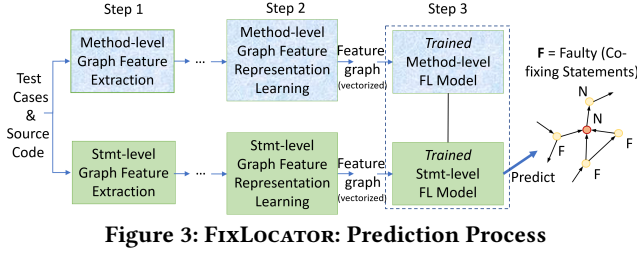 Step 1
Step 2
Step 3
Test
Cases
&
Source
Code
Method-level
Graph Feature
Extraction
...
Method-level
Graph Feature
Representation
Learning
Feature
graph
(vectorized)
Trained
Method-level
FL Model
Stmt-level
Graph Feature
Extraction
...
Stmt-level
Graph Feature
Representation
Learning
Feature
graph
(vectorized)
Trained
Stmt-level
FL Model
Predict
F = Faulty (Co-
fixing Statements)
N
N
F
F
F
Figure 3: FIXLOCATOR: Prediction Process